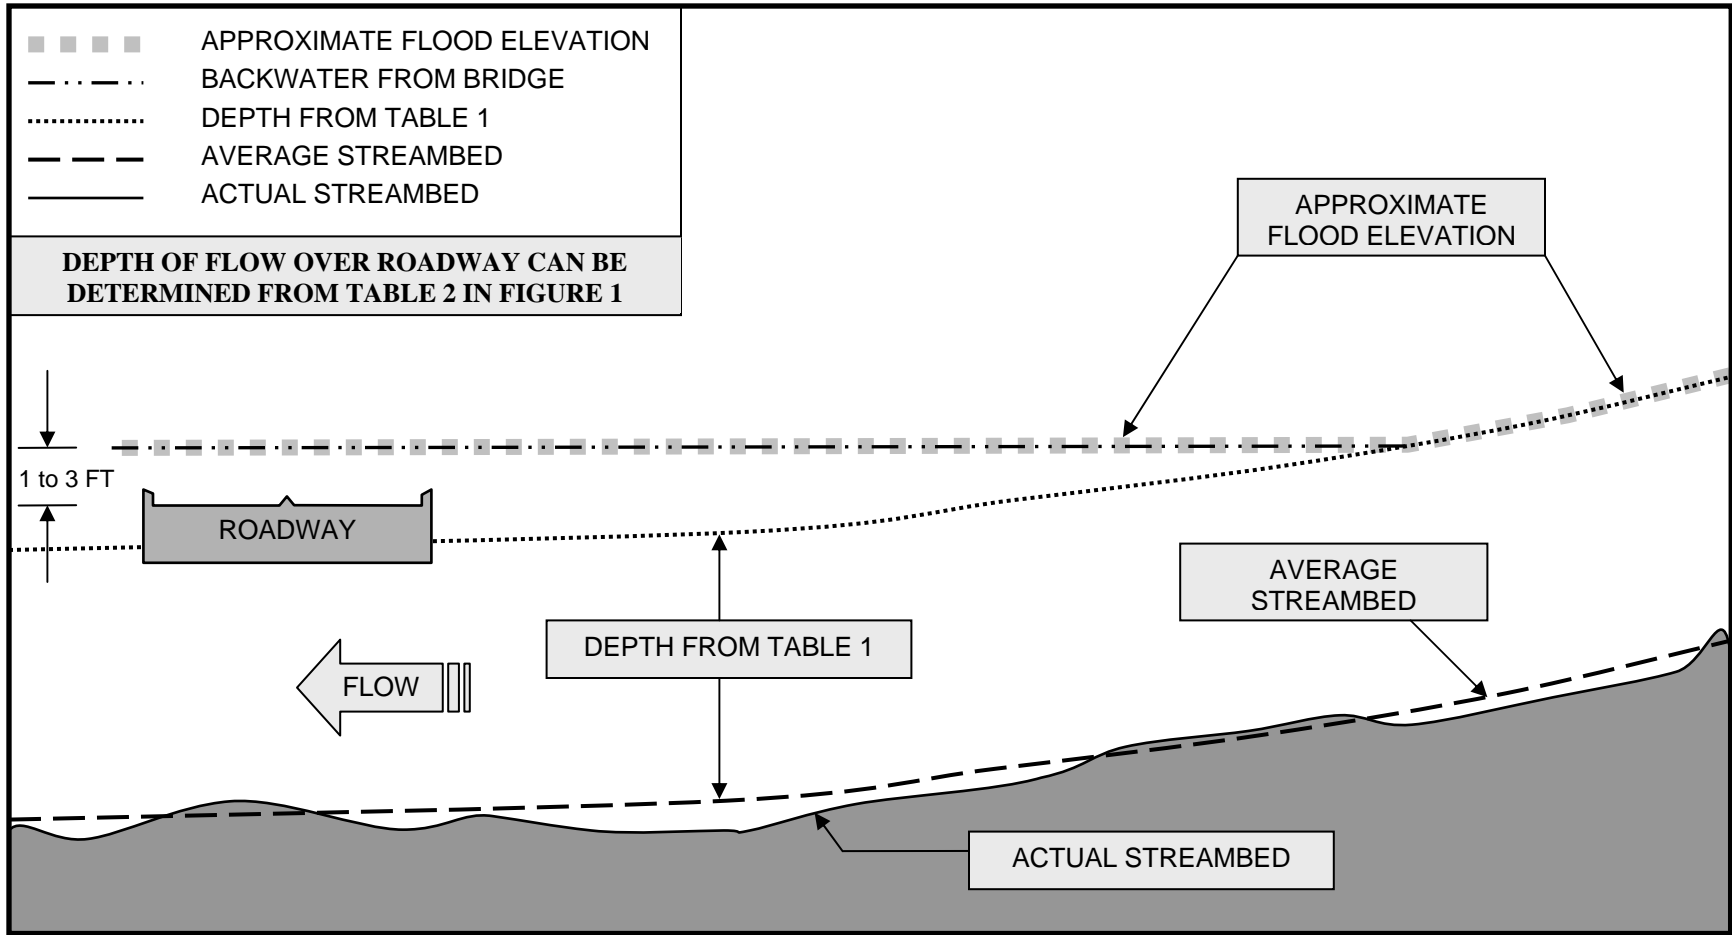 APPROXIMATE FLOOD ELEVATION
BACKWATER FROM BRIDGE
DEPTH FROM TABLE 1
AVERAGE STREAMBED
ACTUAL STREAMBED
DEPTH OF FLOW OVER ROADWAY CAN BE
DETERMINED FROM TABLE 2 IN FIGURE 1
APPROXIMATE
FLOOD ELEVATION
1 to 3 FT
ROADWAY
AVERAGE
STREAMBED
DEPTH FROM TABLE 1
FLOW
ACTUAL STREAMBED